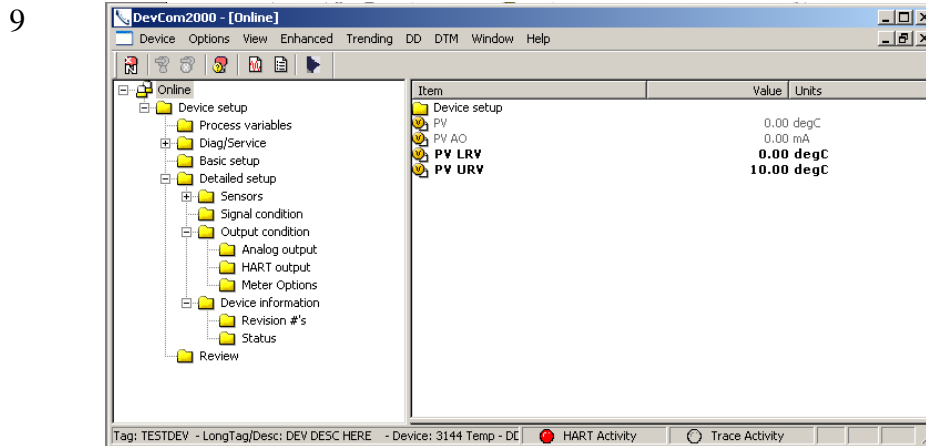 9
DevCom2000 - [Online]
Device Options View Enhanced Trending DD DTM Window Help
Online
Device setup
Process variables
Diag/Service
Basic setup
Detailed setup
Sensors
Signal condition
Output condition
Analog output
HART output
Meter Options
Device information
Revision #'s
Status
Review
Item Value Units
Device setup
PV 0.00 degC
PV AO 0.00 mA
PV LRV 0.00 degC
PV URV 10.00 degC
Tag: TESTDEV - LongTag/Desc: DEV DESC HERE - Device: 3144 Temp - DD HART Activity Trace Activity